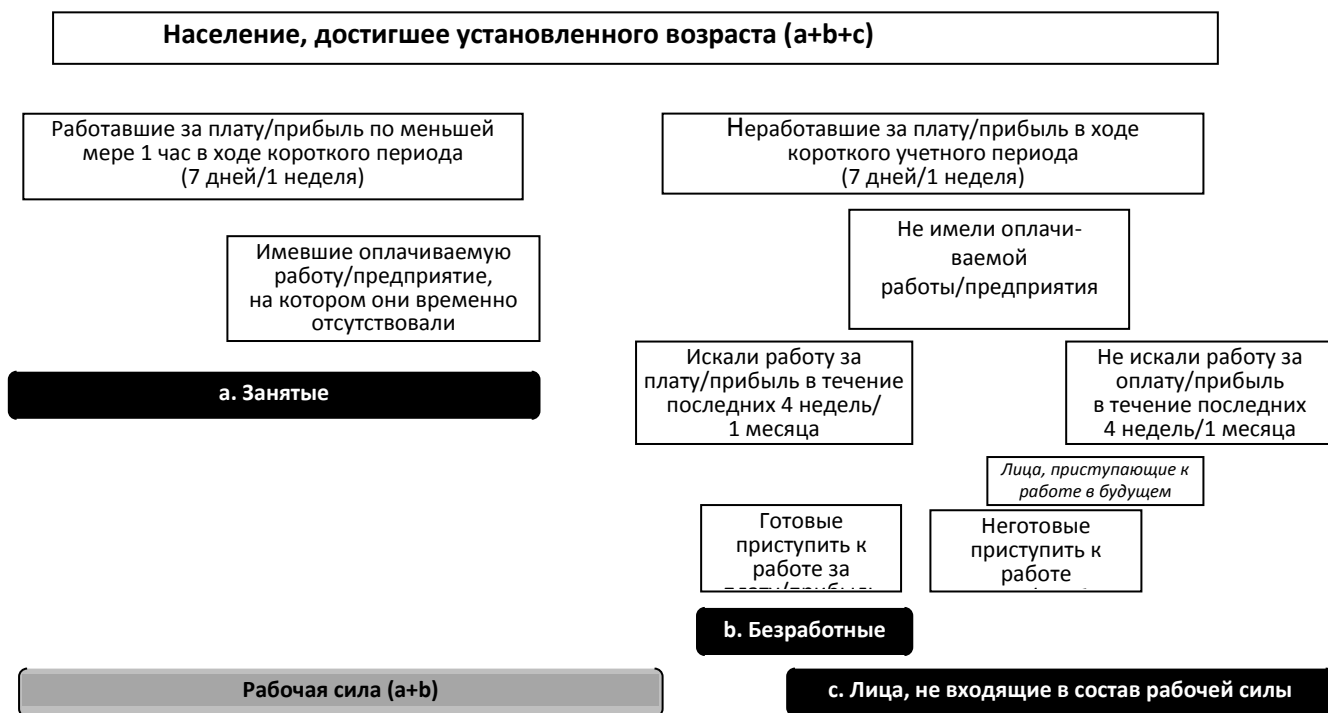 Население, достигшее установленного возраста (a+b+c)
Работавшие за плату/прибыль по меньшей
мере 1 час в ходе короткого периода
(7 дней/1 неделя)
Неработавшие за плату/прибыль в ходе
короткого учетного периода
(7 дней/1 неделя)
Имевшие оплачиваемую
работу/предприятие,
на котором они временно
отсутствовали
Не имели оплачи-
ваемой
работы/предприятия
a. Занятые
Искали работу за
плату/прибыль в течение
последних 4 недель/
1 месяца
Не искали работу за
оплату/прибыль
в течение последних
4 недель/1 месяца
Лица, приступающие к
работе в будущем
Готовые
приступить к
работе за
плату/прибыль
Неготовые
приступить к
работе
b. Безработные
Рабочая сила (a+b)
c. Лица, не входящие в состав рабочей силы